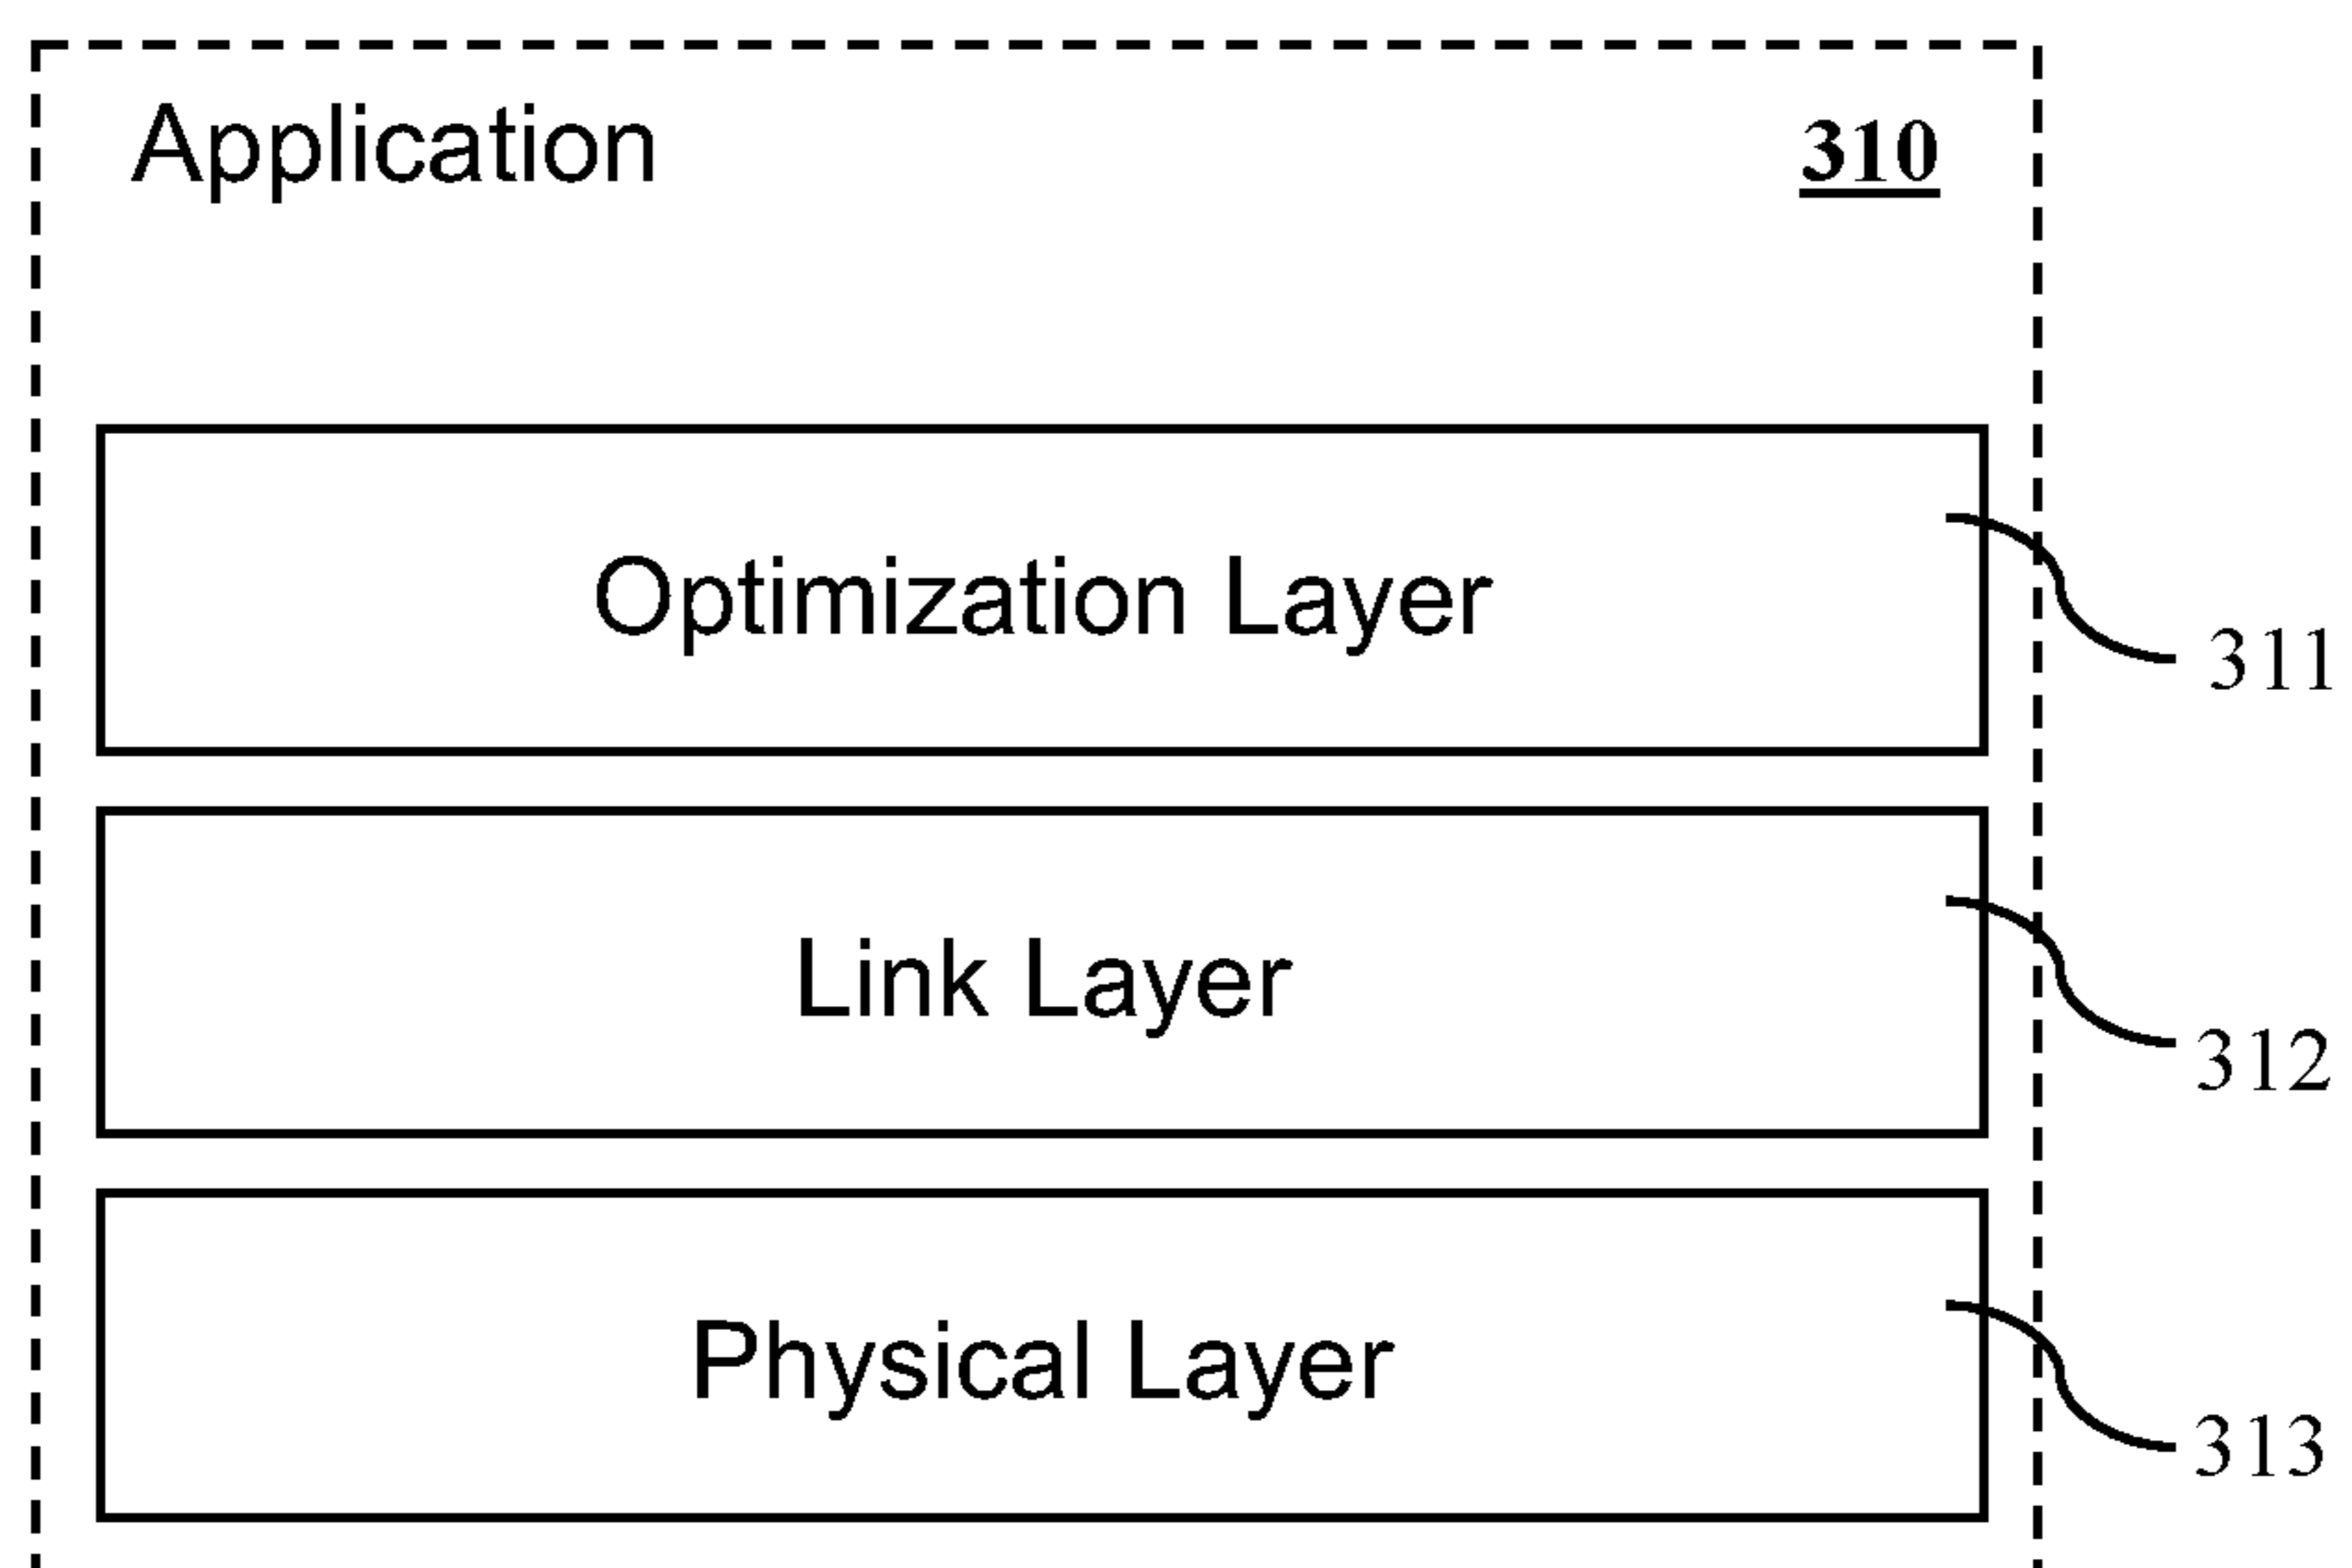 Application 310
Optimization Layer
311
Link Layer
312
Physical Layer
313